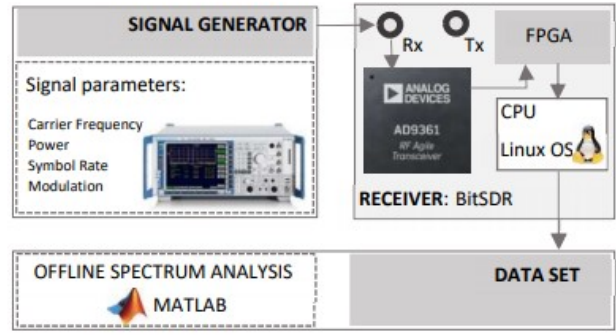 SIGNAL GENERATOR
Signal parameters:
Carrier Frequency
Power
Symbol Rate
Modulation
Rx
Tx
FPGA
ANALOG
DEVICES
AD9361
RF Agile
Transceiver
CPU
Linux OS
RECEIVER: BitSDR
OFFLINE SPECTRUM ANALYSIS
MATLAB
DATA SET